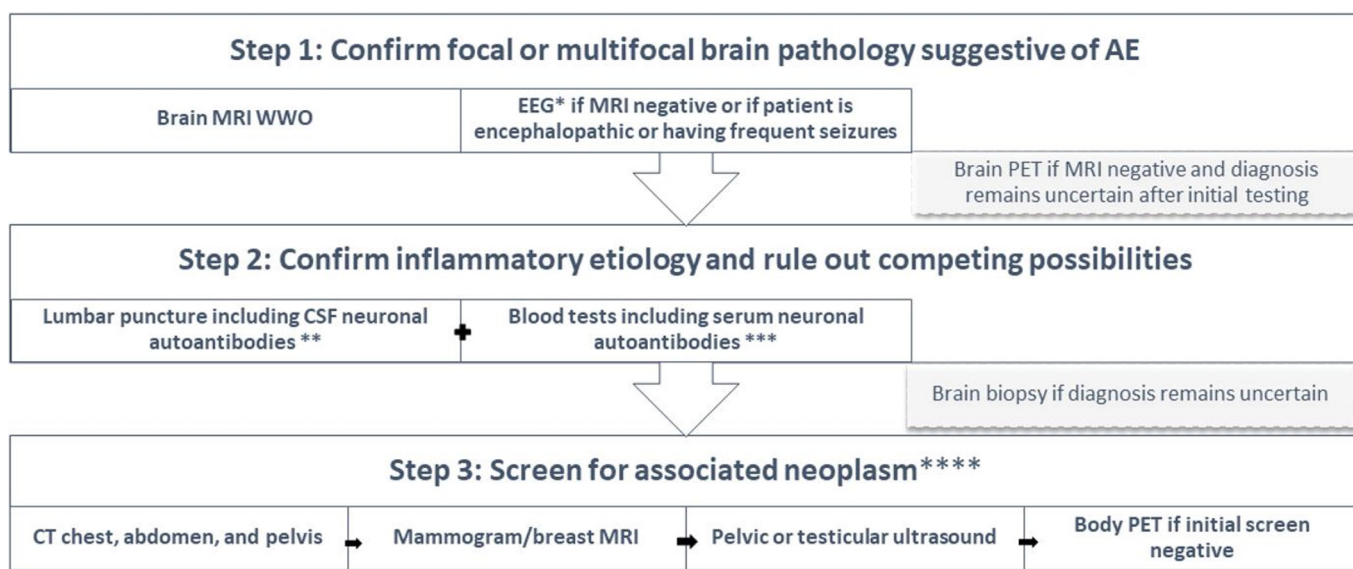 Step 1: Confirm focal or multifocal brain pathology suggestive of AE
Brain MRI WWO
EEG* if MRI negative or if patient is
encephalopathic or having frequent seizures
Brain PET if MRI negative and diagnosis
remains uncertain after initial testing
Step 2: Confirm inflammatory etiology and rule out competing possibilities
Lumbar puncture including CSF neuronal
autoantibodies **
Blood tests including serum neuronal
autoantibodies ***
Brain biopsy if diagnosis remains uncertain
Step 3: Screen for associated neoplasm****
CT chest, abdomen, and pelvis
Mammogram/breast MRI
Pelvic or testicular ultrasound
Body PET if initial screen
negative